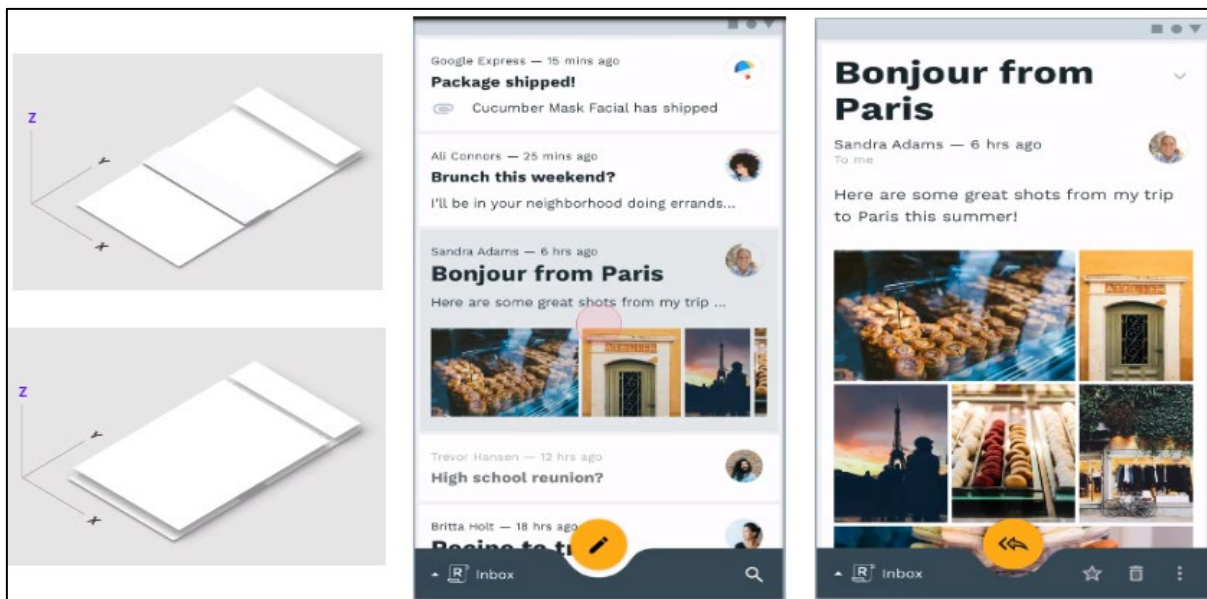 Z
Y
X
Z
Y
X
Google Express — 15 mins ago
Package shipped!
Cucumber Mask Facial has shipped
Ali Connors — 25 mins ago
Brunch this weekend?
I'll be in your neighborhood doing errands...
Sandra Adams — 6 hrs ago
Bonjour from Paris
Here are some great shots from my trip ...
Trevor Hansen — 12 hrs ago
High school reunion?
Britta Holt — 18 hrs ago
R Inbox
Bonjour from
Paris
Sandra Adams — 6 hrs ago
To me
Here are some great shots from my trip
to Paris this summer!
R Inbox